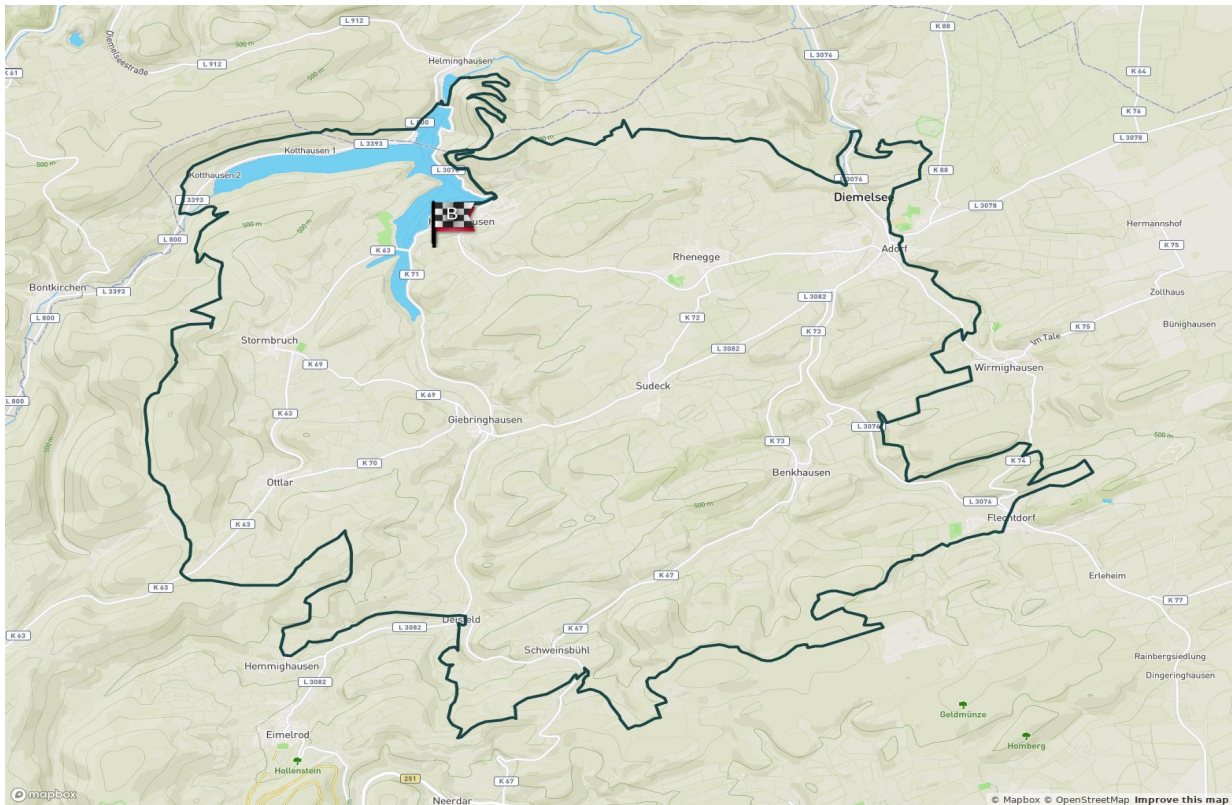 L 912
K 88
Diemelseestraße
500 m
L 912
Helminghausen
L 3076
K 61
500 m
K 64
K 76
L 3078
500 m
L 3393
Kotthausen 1
500 m
Kotthausen 2
L 3076
K 88
L 3393
Diemelsee
L 3078
B
Hermannshof
500 m
L 800
K 63
Adorf
K 75
Rhenegge
K 71
Bontkirchen
L 3393
Zollhaus
L 3082
L 800
K 72
K 73
K 75
Bünighausen
Stormbruch
L 3082
Wirmighausen
K 69
Sudeck
K 69
L 800
K 63
Giebringhausen
L 3076
K 73
500 m
K 70
K 74
Benkhausen
Ottlar
500 m
L 3076
Flechtdorf
K 63
K 67
Erleheim
K 63
K 77
L 3082
K 67
K 63
Schweinsbühl
Rainbergsiedlung
Hemmighausen
Dingeringhausen
L 3082
Geldmünze
Eimelrod
Homberg
Hollenstein
251
K 67
Neerdar
mapbox
© Mapbox © OpenStreetMap Improve this map